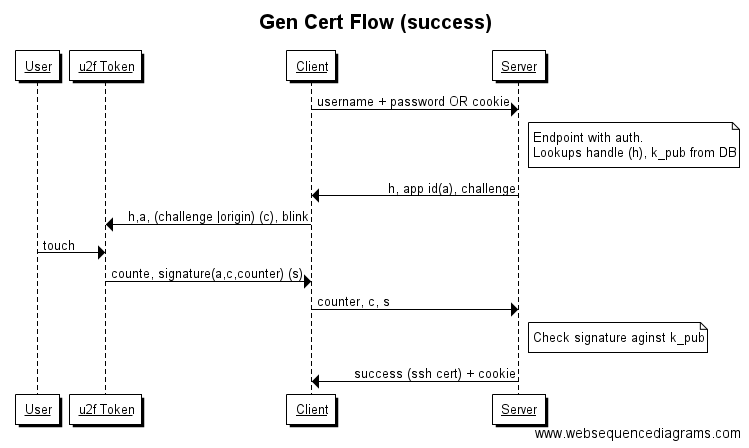 Gen Cert Flow (success)
User
u2f Token
Client
Server
username + password OR cookie
Endpoint with auth.
Lookups handle (h), k_pub from DB
h, app id(a), challenge
h,a, (challenge |origin) (c), blink
touch
counte, signature(a,c,counter) (s)
counter, c, s
Check signature aginst k_pub
success (ssh cert) + cookie
User
u2f Token
Client
Server
www.websequencediagrams.com